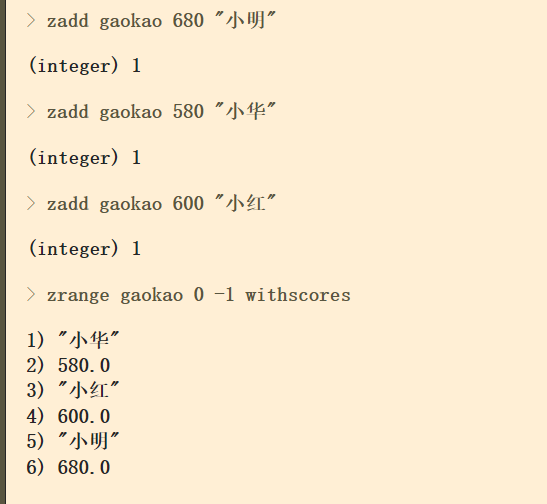 > zadd gaokao 680 "小明"
(integer) 1
> zadd gaokao 580 "小华"
(integer) 1
> zadd gaokao 600 "小红"
(integer) 1
> zrange gaokao 0 -1 withscores
1) "小华"
2) 580.0
3) "小红"
4) 600.0
5) "小明"
6) 680.0